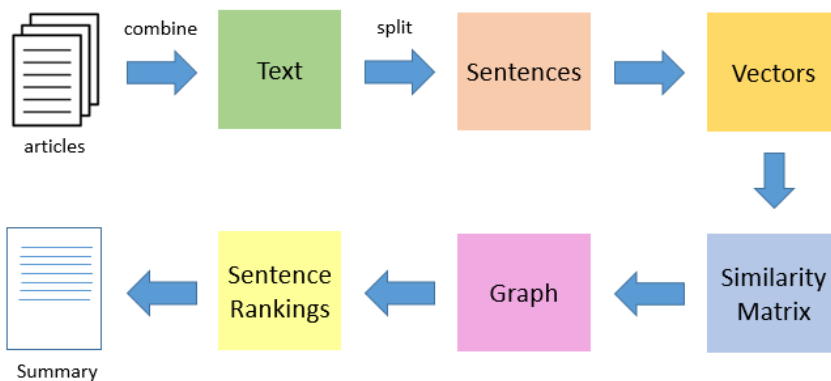 combine
split
Text
Sentences
Vectors
articles
Similarity
Matrix
Graph
Sentence
Rankings
Summary